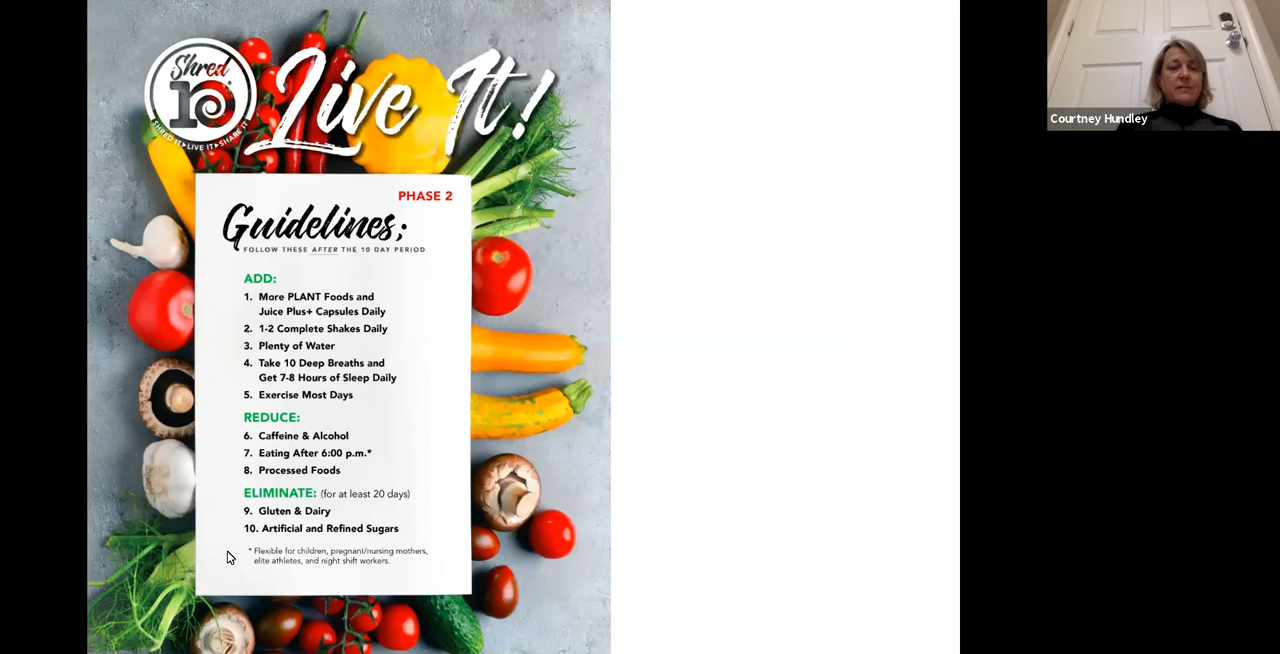 Shred
10
SHRED IT▸LIVE IT▸SHARE IT
Live It!
PHASE 2
Guidelines;
FOLLOW THESE AFTER THE 10 DAY PERIOD
ADD:
1. More PLANT Foods and
Juice Plus+ Capsules Daily
2. 1-2 Complete Shakes Daily
3. Plenty of Water
4. Take 10 Deep Breaths and
Get 7-8 Hours of Sleep Daily
5. Exercise Most Days
REDUCE:
6. Caffeine & Alcohol
7. Eating After 6:00 p.m.*
8. Processed Foods
ELIMINATE: (for at least 20 days)
9. Gluten & Dairy
10. Artificial and Refined Sugars
* Flexible for children, pregnant/nursing mothers,
elite athletes, and night shift workers.
Courtney Hundley